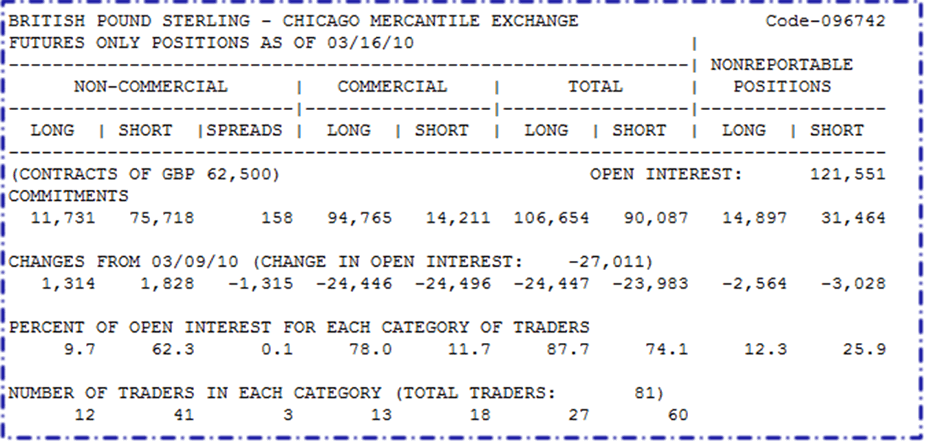 BRITISH POUND STERLING - CHICAGO MERCANTILE EXCHANGE Code-096742
FUTURES ONLY POSITIONS AS OF 03/16/10 |
--------------------------------------------------------------| NONREPORTABLE
NON-COMMERCIAL | COMMERCIAL | TOTAL | POSITIONS
--------------------------|-----------------|-----------------|-----------------
LONG | SHORT |SPREADS | LONG | SHORT | LONG | SHORT | LONG | SHORT
--------------------------------------------------------------------------------
(CONTRACTS OF GBP 62,500) OPEN INTEREST: 121,551
COMMITMENTS
11,731 75,718 158 94,765 14,211 106,654 90,087 14,897 31,464
CHANGES FROM 03/09/10 (CHANGE IN OPEN INTEREST: -27,011)
1,314 1,828 -1,315 -24,446 -24,496 -24,447 -23,983 -2,564 -3,028
PERCENT OF OPEN INTEREST FOR EACH CATEGORY OF TRADERS
9.7 62.3 0.1 78.0 11.7 87.7 74.1 12.3 25.9
NUMBER OF TRADERS IN EACH CATEGORY (TOTAL TRADERS: 81)
12 41 3 13 18 27 60